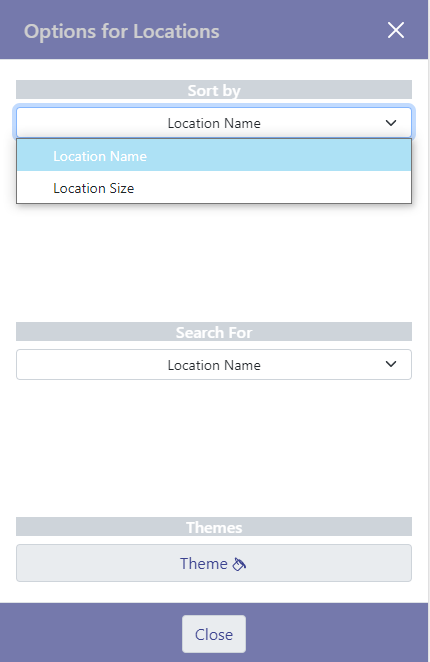 Options for Locations
Sort by
Location Name
Location Name
Location Size
Search For
Location Name
Themes
Theme
Close